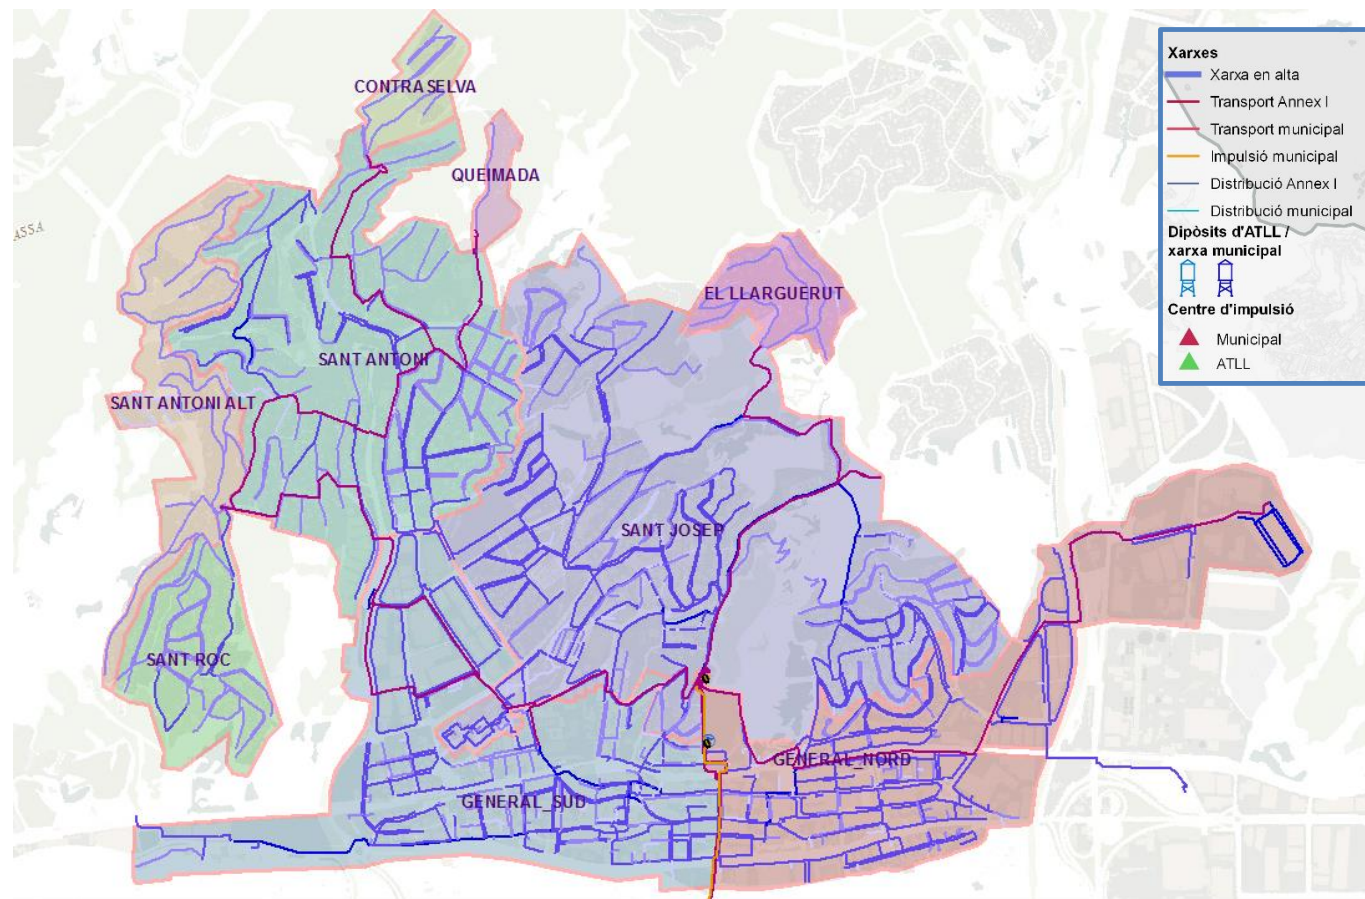 CONTRA SELVA
QUEIMADA
EL LLARGUERUT
SANT ANTONI
SANT ANTONI ALT
SANT JOSEP
SANT ROC
GENERAL_NORD
GENERAL_SUD
Xarxes
Xarxa en alta
Transport Annex I
Transport municipal
Impulsió municipal
Distribució Annex I
Distribució municipal
Dipòsits d'ATLL /
xarxa municipal
Centre d'impulsió
Municipal
ATLL